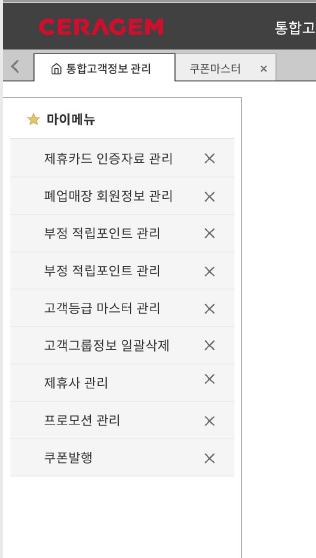 CERAGEM
통합고
통합고객정보 관리
쿠폰마스터
마이메뉴
제휴카드 인증자료 관리
폐업매장 회원정보 관리
부정 적립포인트 관리
부정 적립포인트 관리
고객등급 마스터 관리
고객그룹정보 일괄삭제
제휴사 관리
프로모션 관리
쿠폰발행